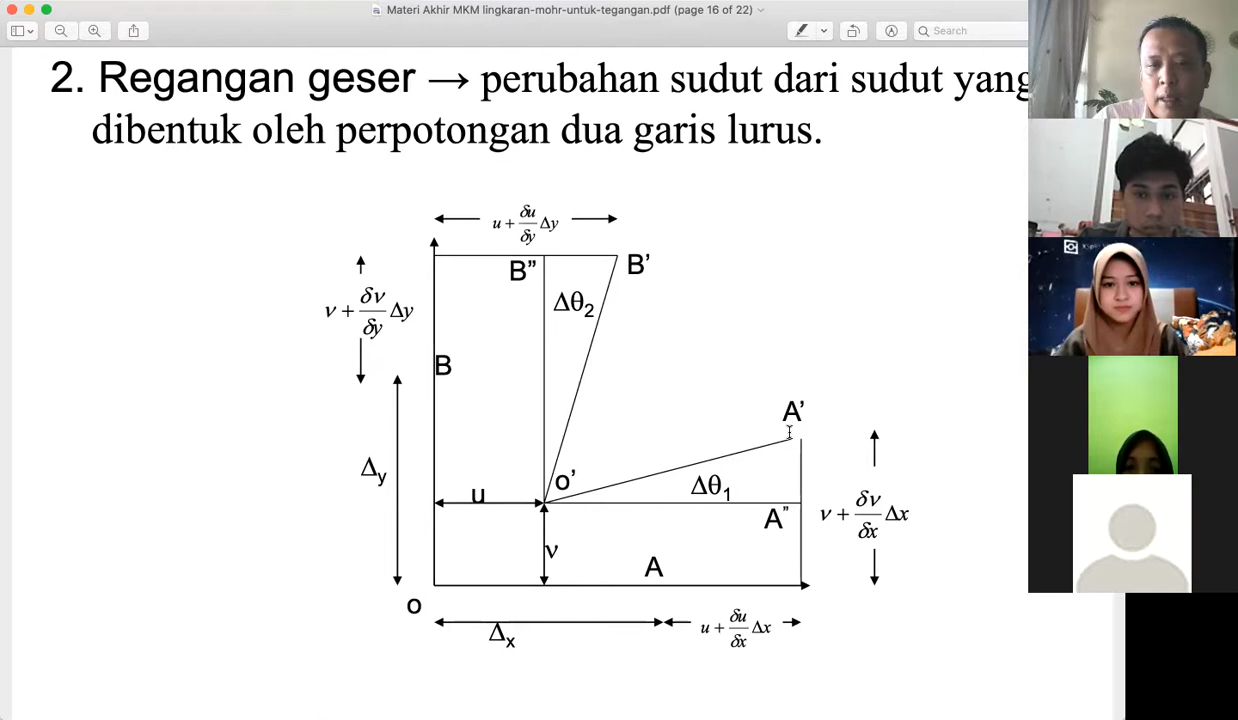 Materi Akhir MKM lingkaran-mohr-untuk-tegangan.pdf (page 16 of 22)
Search
2. Regangan geser → perubahan sudut dari sudut yang
dibentuk oleh perpotongan dua garis lurus.
u + δu/δy Δy
B” B’
Δθ2
ν + δν/δy Δy
B
A’
Δy
o’
u
Δθ1
A”
ν + δν/δx Δx
ν
A
o
Δx
u + δu/δx Δx